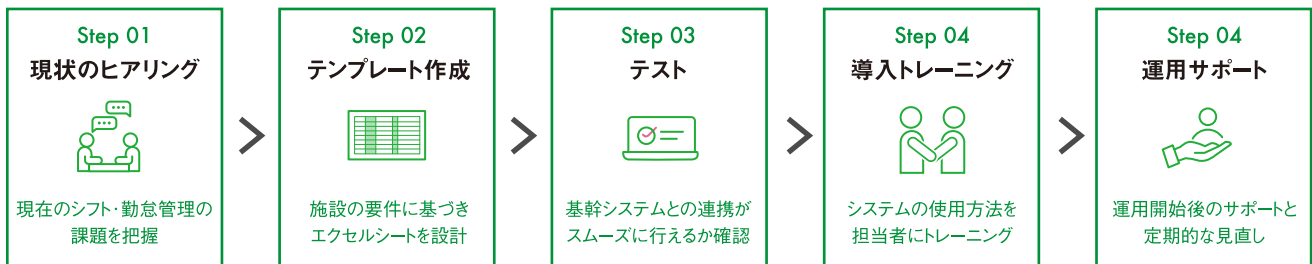 Step 01
現状のヒアリング
現在のシフト・勤怠管理の
課題を把握
Step 02
テンプレート作成
施設の要件に基づき
エクセルシートを設計
Step 03
テスト
基幹システムとの連携が
スムーズに行えるか確認
Step 04
導入トレーニング
システムの使用方法を
担当者にトレーニング
Step 04
運用サポート
運用開始後のサポートと
定期的な見直し